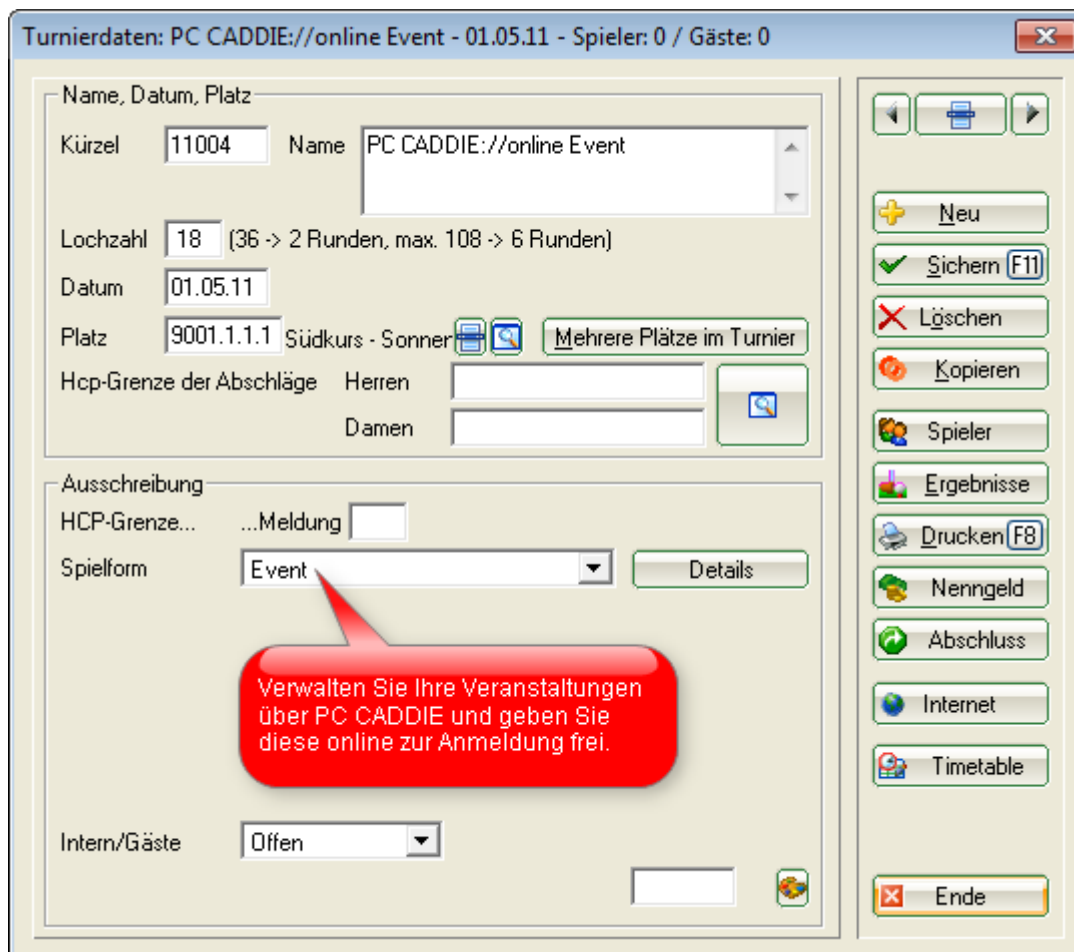 Turnierdaten: PC CADDIE://online Event - 01.05.11 - Spieler: 0 / Gäste: 0
Name, Datum, Platz
Kürzel 11004 Name PC CADDIE://online Event
Lochzahl 18 (36 -> 2 Runden, max. 108 -> 6 Runden)
Datum 01.05.11
Platz 9001.1.1.1 Südkurs - Sonner Mehrere Plätze im Turnier
Hcp-Grenze der Abschläge Herren
Damen
Ausschreibung
HCP-Grenze... ...Meldung
Spielform Event Details
Verwalten Sie Ihre Veranstaltungen
über PC CADDIE und geben Sie
diese online zur Anmeldung frei.
Intern/Gäste Offen
Neu
Sichern F11
Löschen
Kopieren
Spieler
Ergebnisse
Drucken F8
Nenngeld
Abschluss
Internet
Timetable
Ende